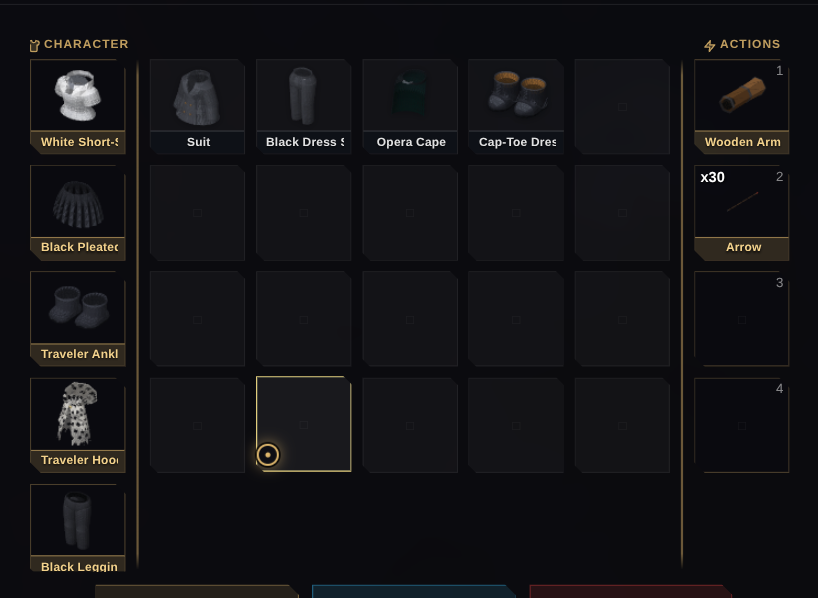 CHARACTER
ACTIONS
White Short-S
Suit
Black Dress S
Opera Cape
Cap-Toe Dres
1
Wooden Arm
x30
2
Black Pleated
Arrow
3
Traveler Ankl
4
Traveler Hoo
Black Leggin